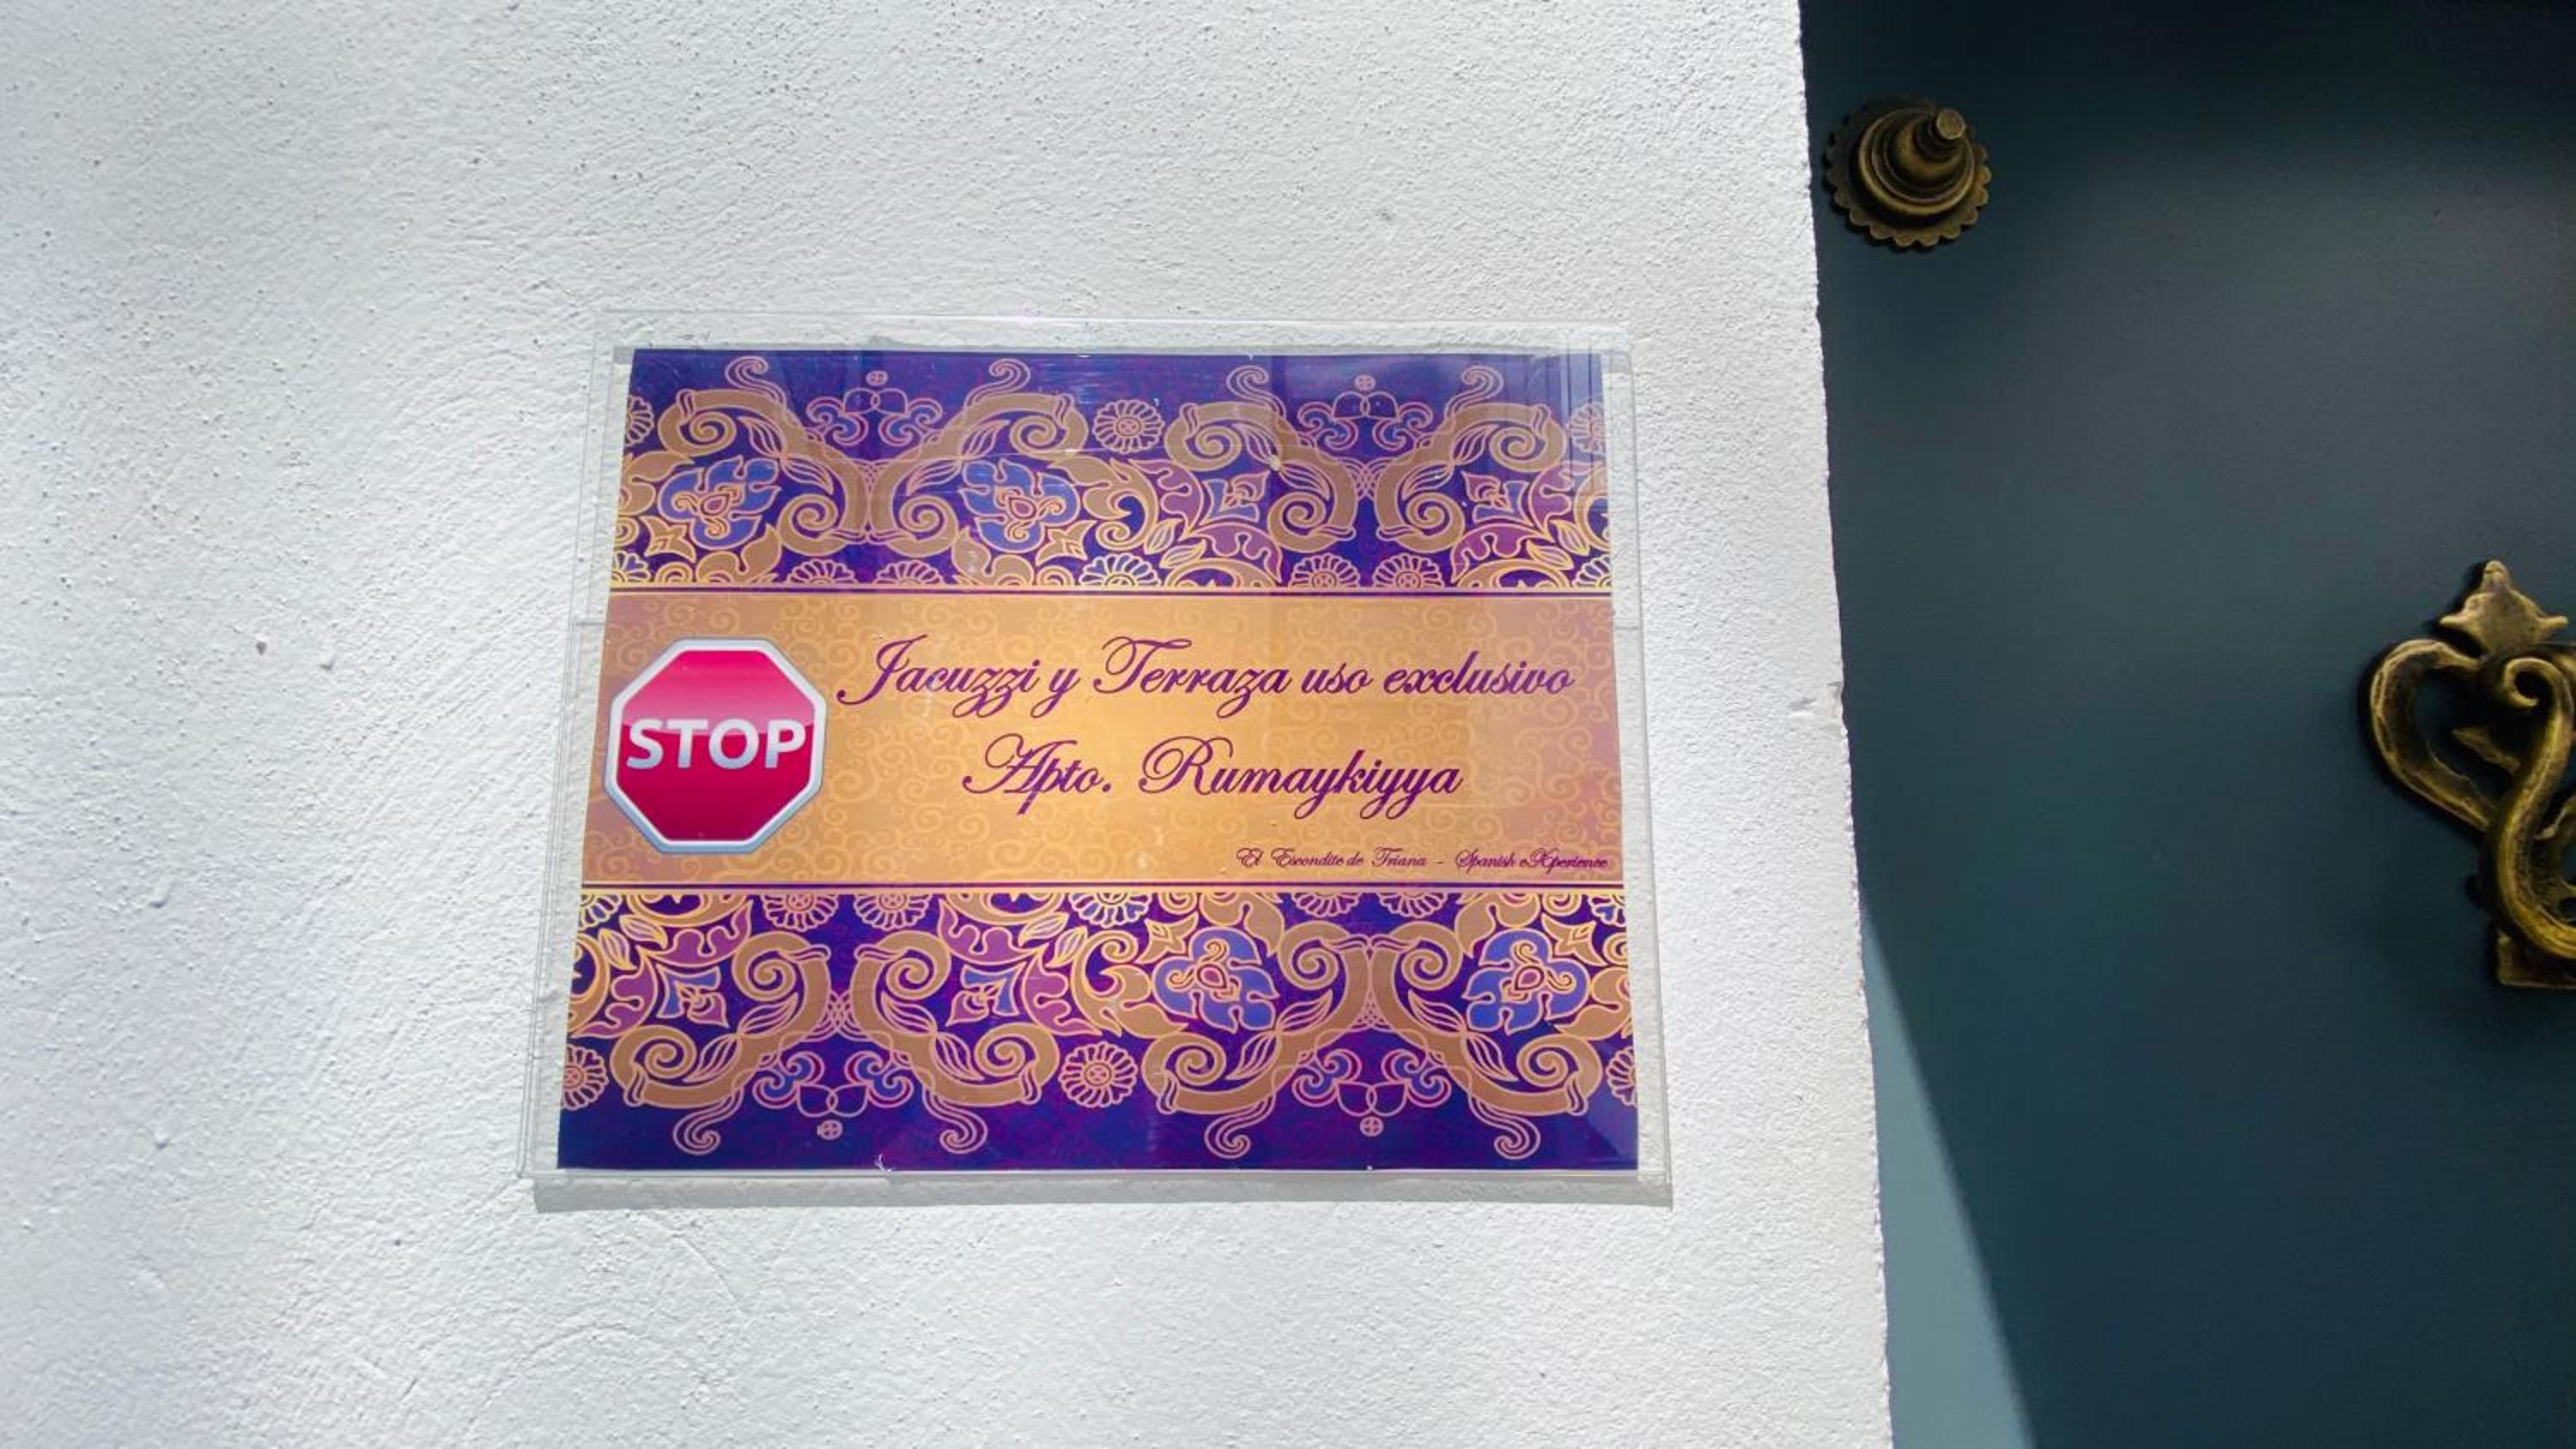 STOP
Jacuzzi y Terraza uso exclusivo
Apto. Rumaykiyya
El Escondite de Triana - Spanish eXperience